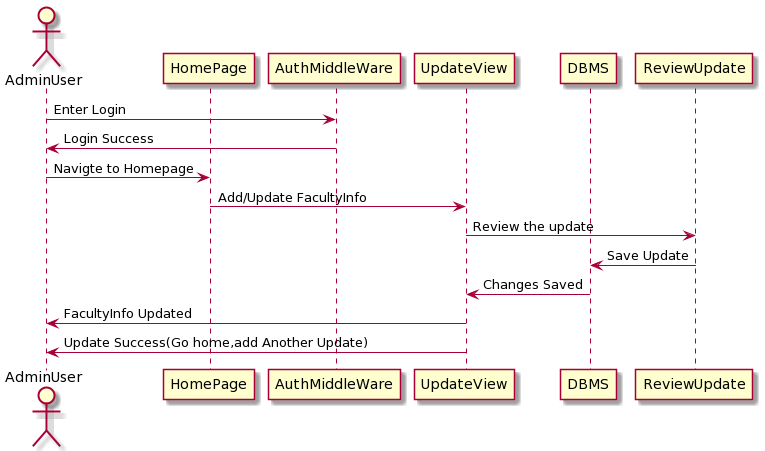 AdminUser
HomePage AuthMiddleWare UpdateView DBMS ReviewUpdate
Enter Login
Login Success
Navigte to Homepage
Add/Update FacultyInfo
Review the update
Save Update
Changes Saved
FacultyInfo Updated
Update Success(Go home,add Another Update)
AdminUser
HomePage AuthMiddleWare UpdateView DBMS ReviewUpdate